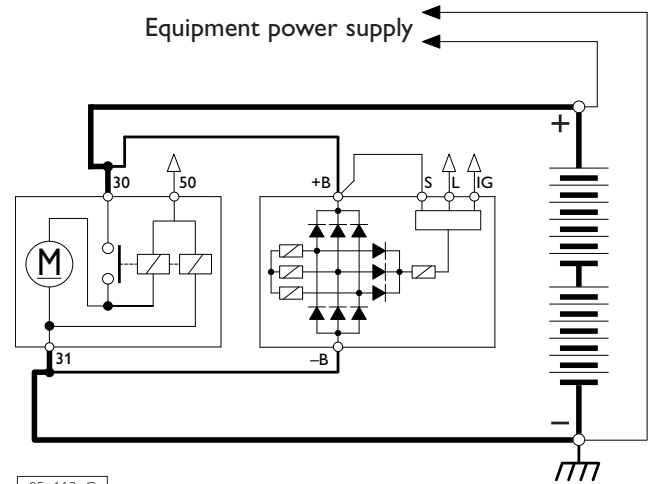 Equipment power supply
+
30
50
+B
S
L
IG
M
31
–B
–